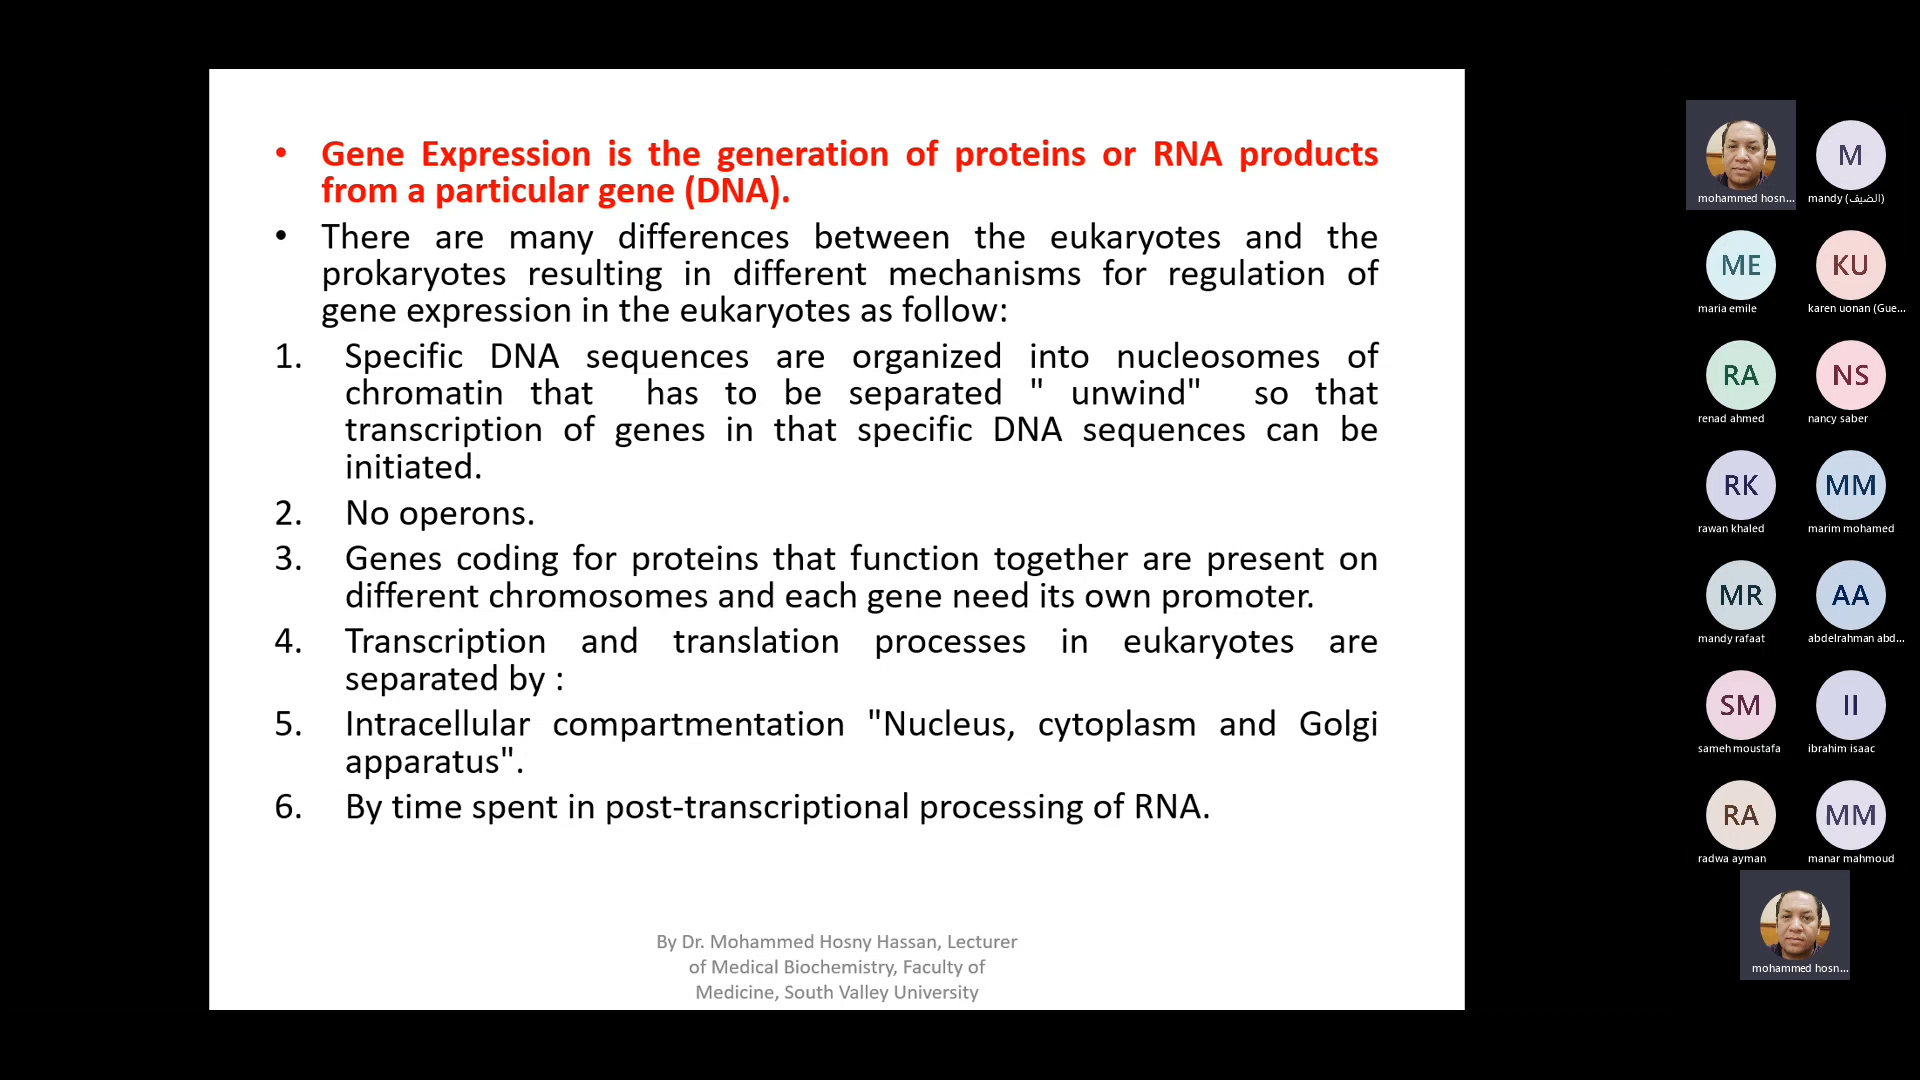 • Gene Expression is the generation of proteins or RNA products
from a particular gene (DNA).
• There are many differences between the eukaryotes and the
prokaryotes resulting in different mechanisms for regulation of
gene expression in the eukaryotes as follow:
1. Specific DNA sequences are organized into nucleosomes of
chromatin that has to be separated " unwind" so that
transcription of genes in that specific DNA sequences can be
initiated.
2. No operons.
3. Genes coding for proteins that function together are present on
different chromosomes and each gene need its own promoter.
4. Transcription and translation processes in eukaryotes are
separated by :
5. Intracellular compartmentation "Nucleus, cytoplasm and Golgi
apparatus".
6. By time spent in post-transcriptional processing of RNA.
By Dr. Mohammed Hosny Hassan, Lecturer
of Medical Biochemistry, Faculty of
Medicine, South Valley University
M
mohammed hosn... mandy (الضيف)
ME KU
maria emile karen uonan (Gue...
RA NS
renad ahmed nancy saber
RK MM
rawan khaled marim mohamed
MR AA
mandy rafaat abdelrahman abd...
SM II
sameh moustafa ibrahim isaac
RA MM
radwa ayman manar mahmoud
mohammed hosn...